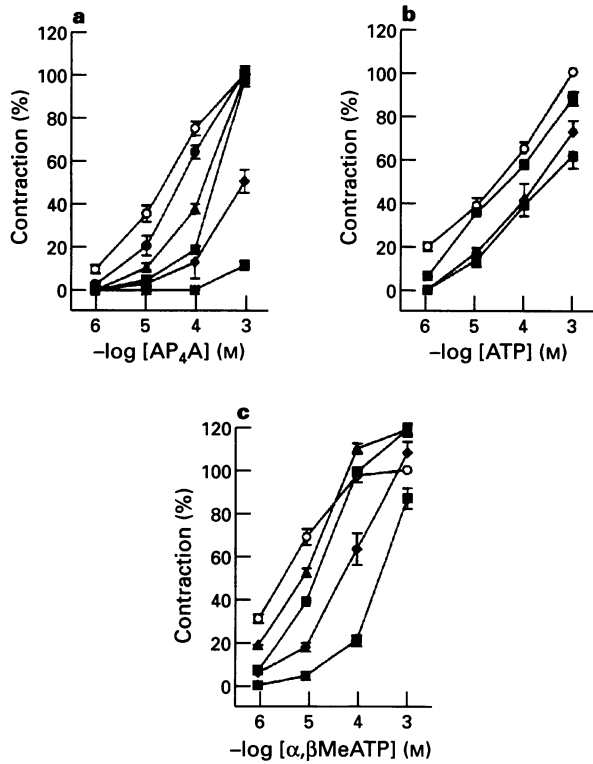 a
120
100
80
60
40
20
0
Contraction (%)
6 5 4 3
–log [AP₄A] (M)
b
120
100
80
60
40
20
0
Contraction (%)
6 5 4 3
–log [ATP] (M)
c
120
100
80
60
40
20
0
Contraction (%)
6 5 4 3
–log [α,βMeATP] (M)